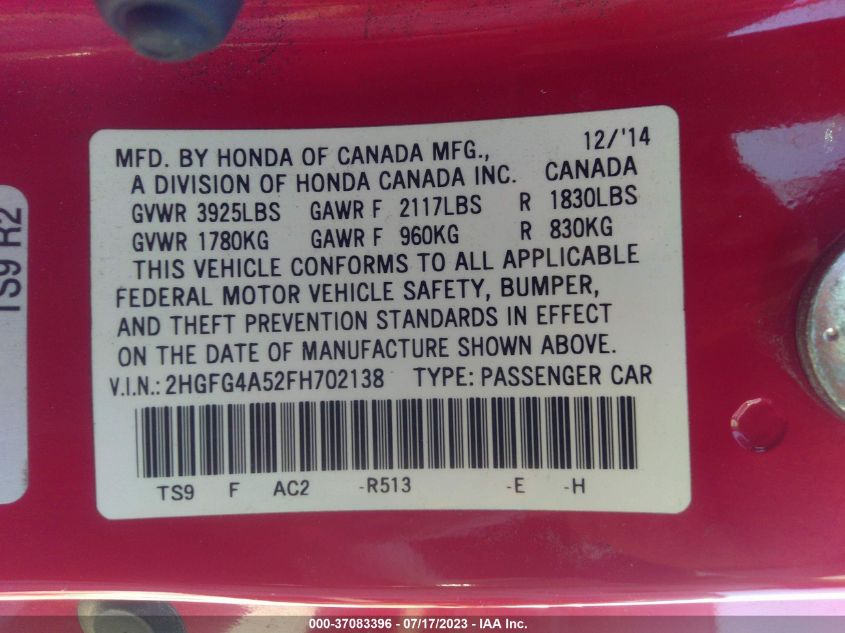 MFD. BY HONDA OF CANADA MFG., 12/'14
A DIVISION OF HONDA CANADA INC. CANADA
GVWR 3925LBS GAWR F 2117LBS R 1830LBS
GVWR 1780KG GAWR F 960KG R 830KG
THIS VEHICLE CONFORMS TO ALL APPLICABLE
FEDERAL MOTOR VEHICLE SAFETY, BUMPER,
AND THEFT PREVENTION STANDARDS IN EFFECT
ON THE DATE OF MANUFACTURE SHOWN ABOVE.
V.I.N.: 2HGFG4A52FH702138 TYPE: PASSENGER CAR
TS9 F AC2 -R513 -E -H
TS9 R2
000-37083396 - 07/17/2023 - IAA Inc.